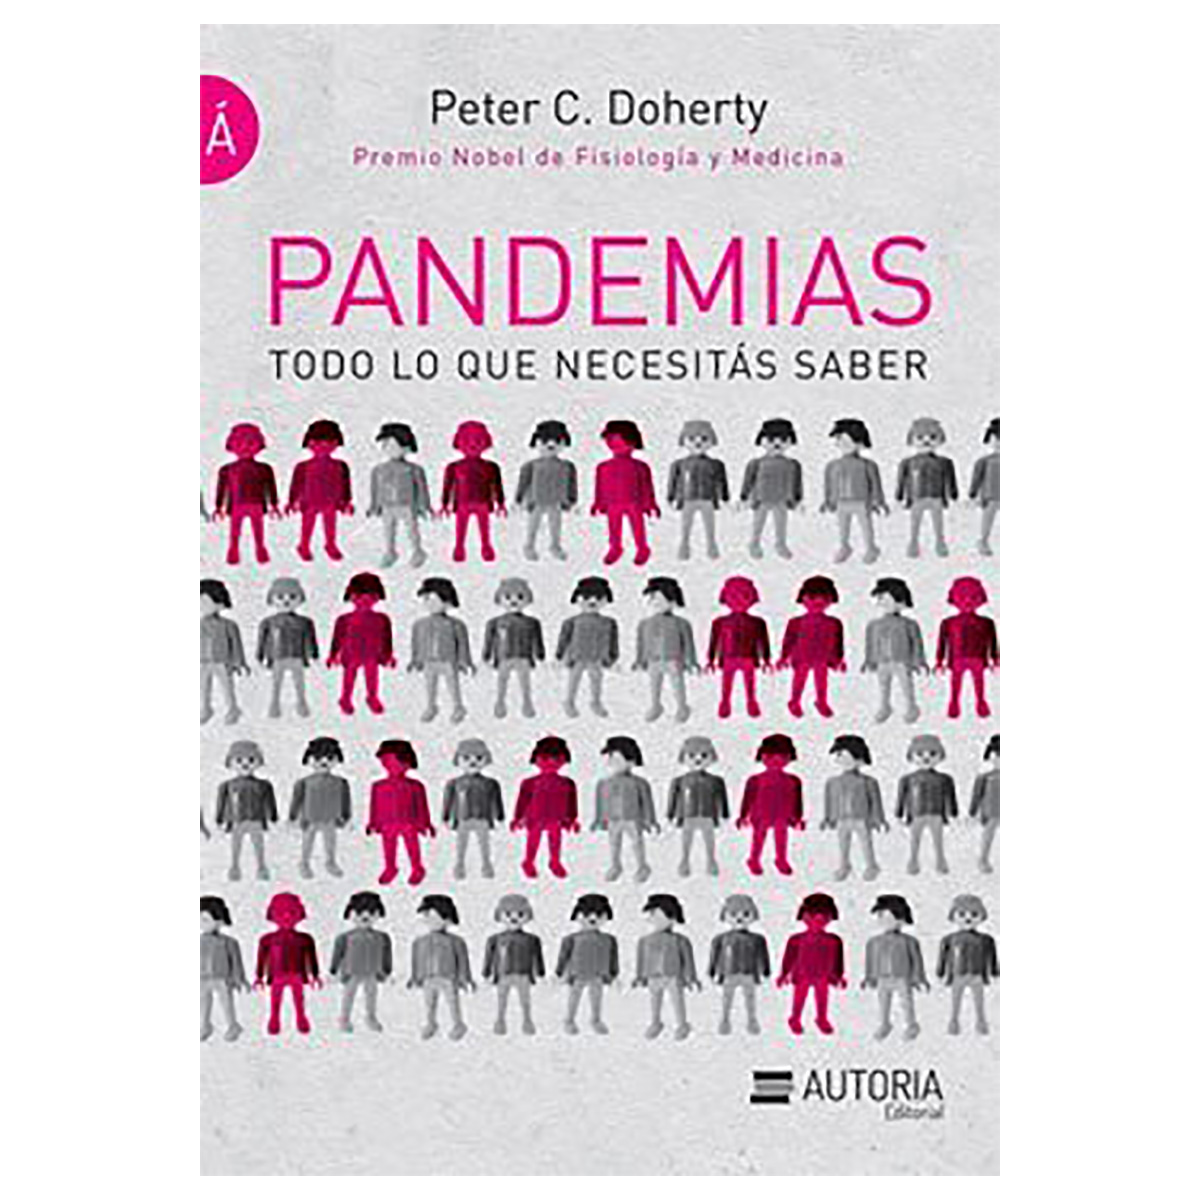 Á
Peter C. Doherty
Premio Nobel de Fisiología y Medicina
PANDEMIAS
TODO LO QUE NECESITÁS SABER
AUTORIA
Editorial